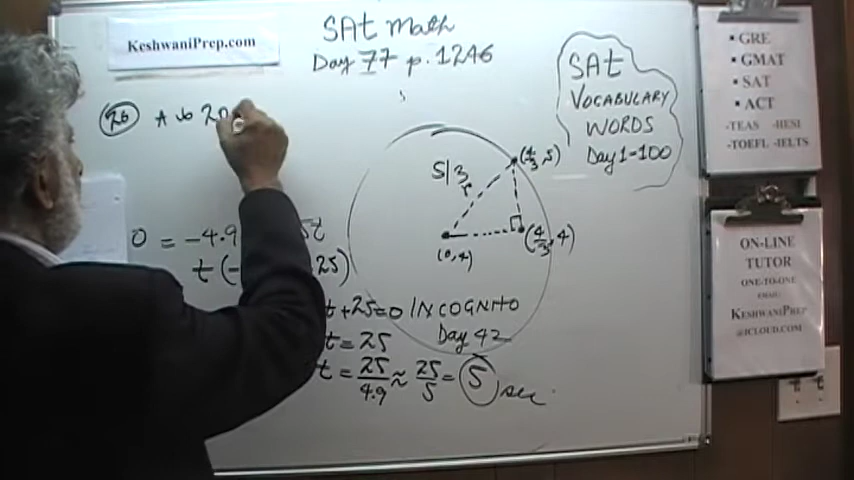 KeshwaniPrep.com
SAt Math
Day 77 p. 1246
26 A is 20
SAt
VOCABULARY
WORDS
Day 1-100
S/3
r
(4/3, 5)
(0,4)
(4/3, 4)
0 = -4.9
t
t(-
25)
t+25=0
INCOGNITO
Day 42
t = 25
t = 25/4.9 ≈ 25/5 = 5 sec.
▪ GRE
▪ GMAT
▪ SAT
▪ ACT
-TEAS -HESI
-TOEFL -IELTS
ON-LINE
TUTOR
ONE-TO-ONE
EMAIL:
KESHWANIPREP
@ICLOUD.COM